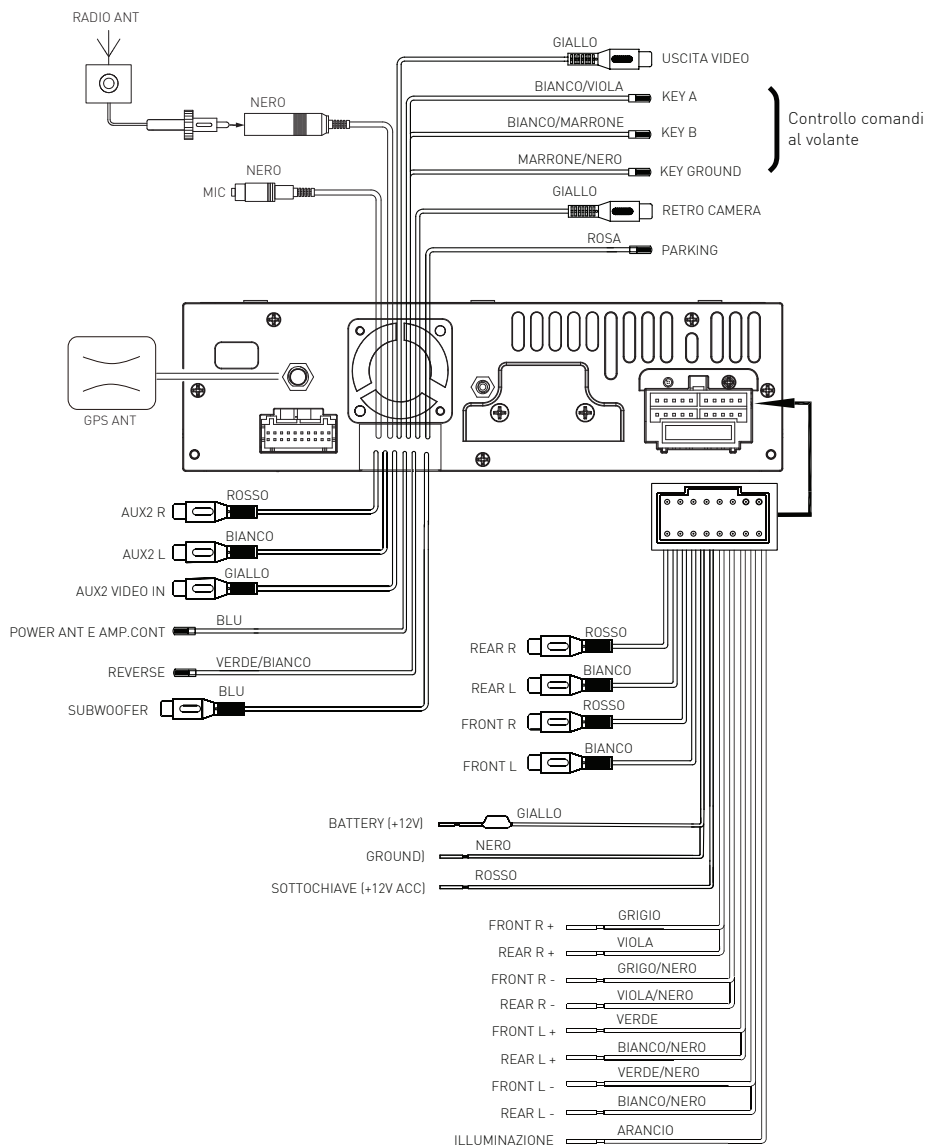 RADIO ANT
GIALLO
USCITA VIDEO
BIANCO/VIOLA
KEY A
NERO
BIANCO/MARRONE
KEY B
Controllo comandi
al volante
MARRONE/NERO
KEY GROUND
NERO
MIC
GIALLO
RETRO CAMERA
ROSA
PARKING
GPS ANT
ROSSO
AUX2 R
BIANCO
AUX2 L
GIALLO
AUX2 VIDEO IN
BLU
POWER ANT E AMP.CONT
VERDE/BIANCO
REVERSE
BLU
SUBWOOFER
ROSSO
REAR R
BIANCO
REAR L
ROSSO
FRONT R
BIANCO
FRONT L
GIALLO
BATTERY (+12V)
NERO
GROUND)
ROSSO
SOTTOCHIAVE (+12V ACC)
GRIGIO
FRONT R +
VIOLA
REAR R +
GRIGO/NERO
FRONT R -
VIOLA/NERO
REAR R -
VERDE
FRONT L +
BIANCO/NERO
REAR L +
VERDE/NERO
FRONT L -
BIANCO/NERO
REAR L -
ARANCIO
ILLUMINAZIONE